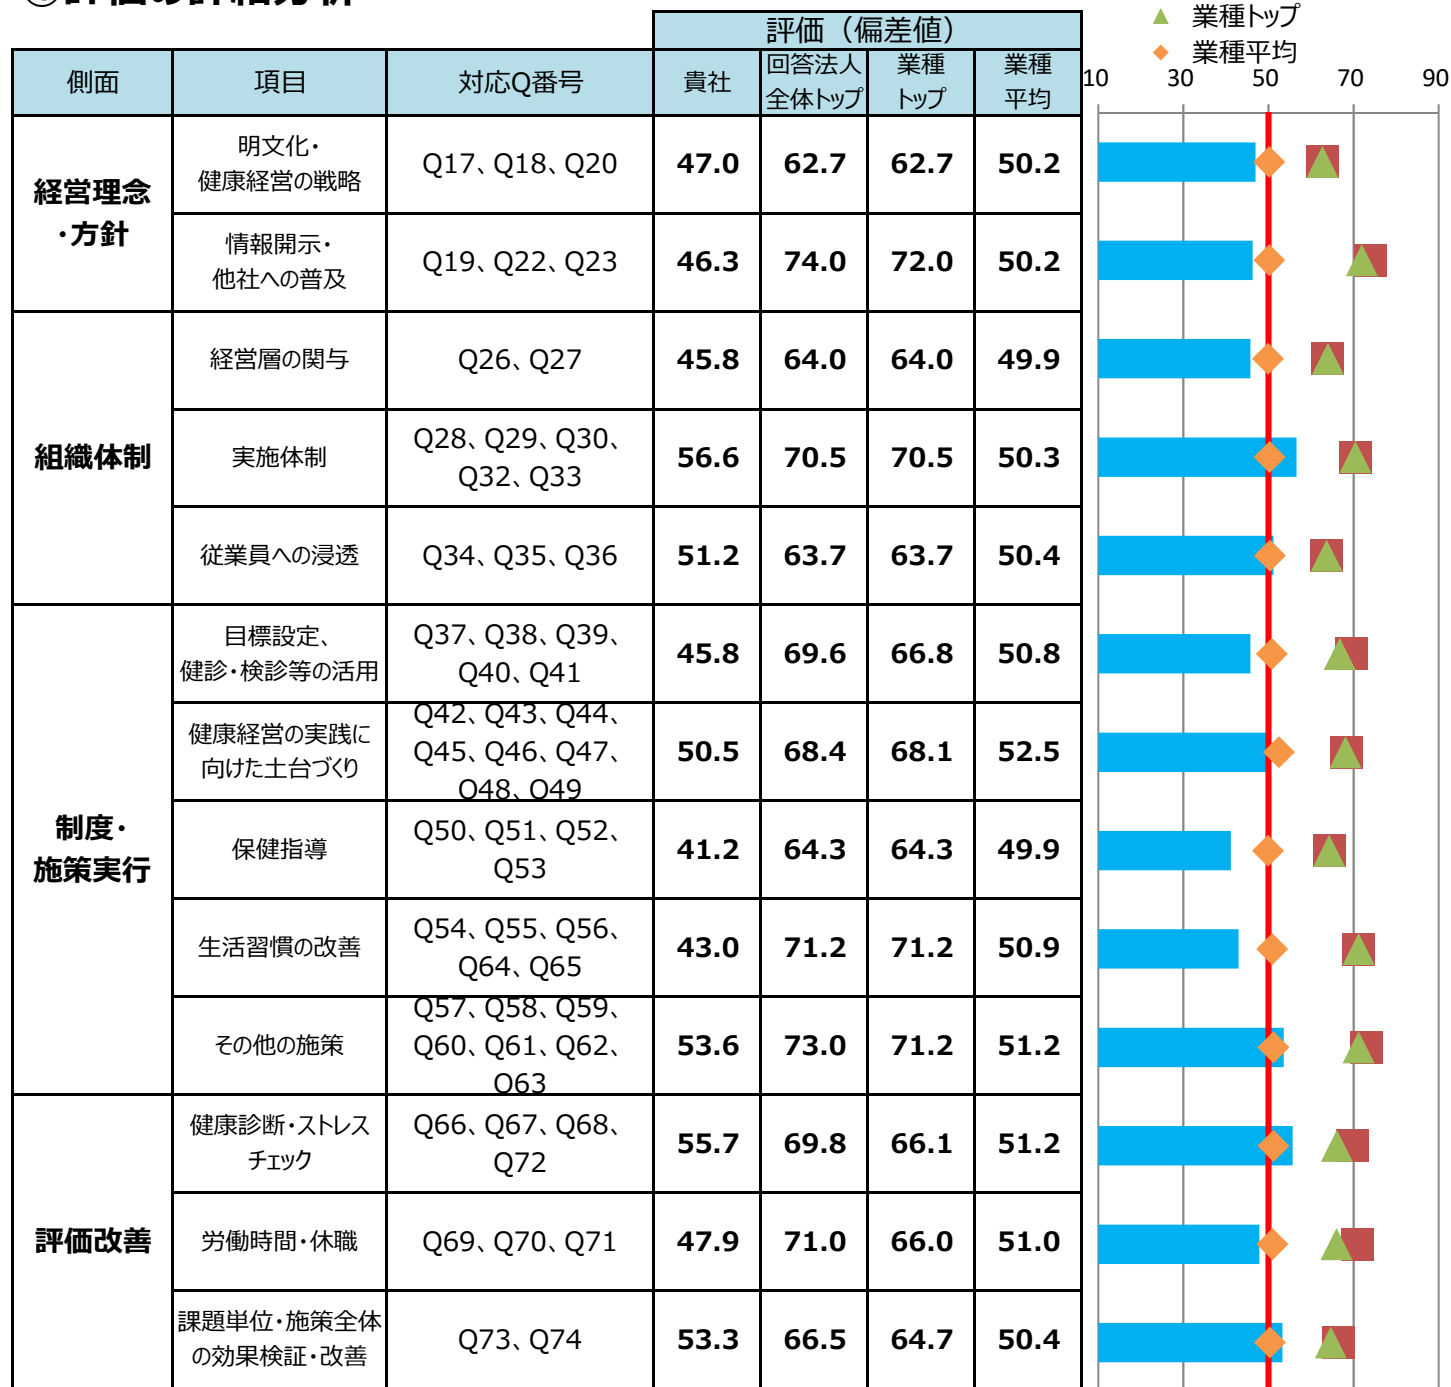 ▲ 業種トップ
◆ 業種平均
評価（偏差値）
側面 項目 対応Q番号 貴社 回答法人 業種 業種
全体トップ トップ 平均
10 30 50 70 90
経営理念
・方針
明文化・
健康経営の戦略
Q17、Q18、Q20 47.0 62.7 62.7 50.2
情報開示・
他社への普及
Q19、Q22、Q23 46.3 74.0 72.0 50.2
組織体制
経営層の関与 Q26、Q27 45.8 64.0 64.0 49.9
実施体制
Q28、Q29、Q30、
Q32、Q33
56.6 70.5 70.5 50.3
従業員への浸透 Q34、Q35、Q36 51.2 63.7 63.7 50.4
制度・
施策実行
目標設定、
健診・検診等の活用
Q37、Q38、Q39、
Q40、Q41
45.8 69.6 66.8 50.8
健康経営の実践に
向けた土台づくり
Q42、Q43、Q44、
Q45、Q46、Q47、
Q48、Q49
50.5 68.4 68.1 52.5
保健指導
Q50、Q51、Q52、
Q53
41.2 64.3 64.3 49.9
生活習慣の改善
Q54、Q55、Q56、
Q64、Q65
43.0 71.2 71.2 50.9
その他の施策
Q57、Q58、Q59、
Q60、Q61、Q62、
Q63
53.6 73.0 71.2 51.2
評価改善
健康診断・ストレス
チェック
Q66、Q67、Q68、
Q72
55.7 69.8 66.1 51.2
労働時間・休職 Q69、Q70、Q71 47.9 71.0 66.0 51.0
課題単位・施策全体
の効果検証・改善
Q73、Q74 53.3 66.5 64.7 50.4